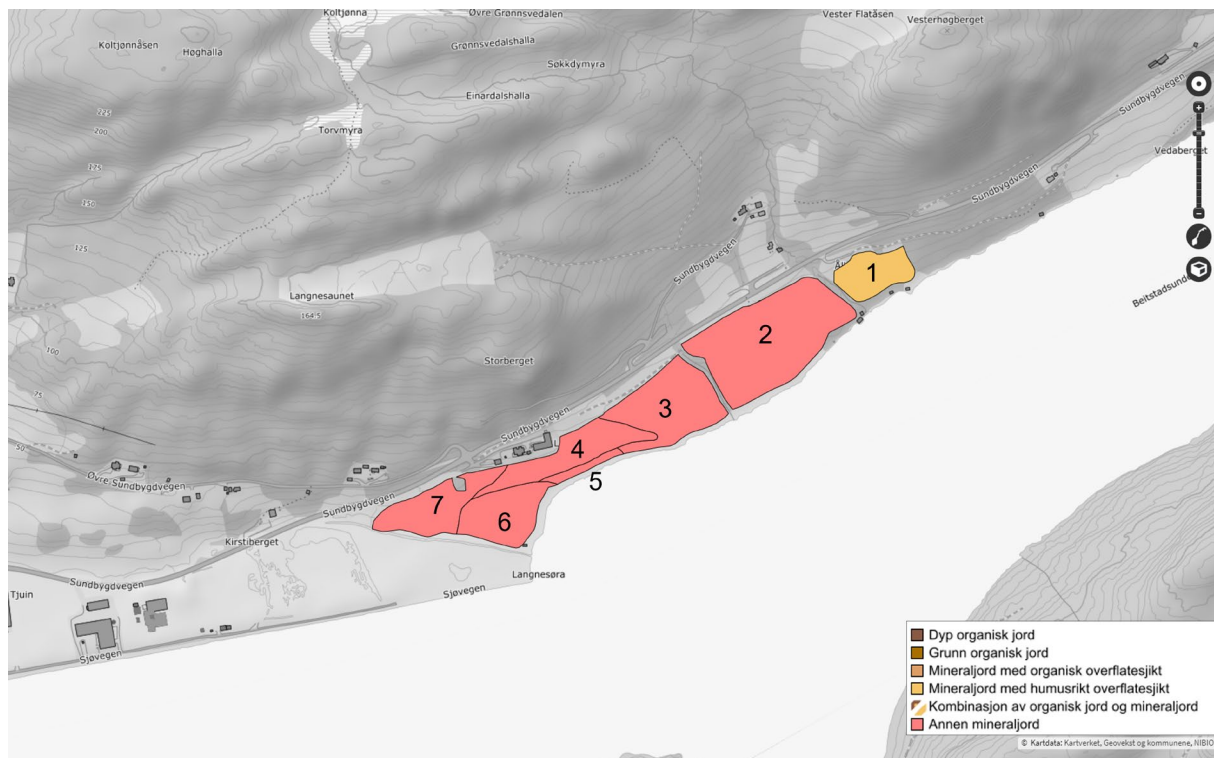 Koltjønna
Øvre Grønnsvedalen
Vester Flatåsen
Vesterhøgberget
Koltjønnåsen
Høghalla
Grønnsvedalshalla
Søkkdymyra
Einardalshalla
Torvmyra
Sundbygdvegen
Vedaberget
Sundbygdvegen
225
200
175
150
125
100
75
50
Sundbygdvegen
1
Beitstadsunde
Langnesaunet
164.5
2
Storberget
3
Sundbygdvegen
4
5
Øvre Sundbygdvegen
7
6
Sundbygdvegen
Kirstiberget
Langnesøra
Sundbygdvegen
Tjuin
Sjøvegen
Sjøvegen
Dyp organisk jord
Grunn organisk jord
Mineraljord med organisk overflatesjikt
Mineraljord med humusrikt overflatesjikt
Kombinasjon av organisk jord og mineraljord
Annen mineraljord
© Kartdata: Kartverket, Geovekst og kommunene, NIBIO